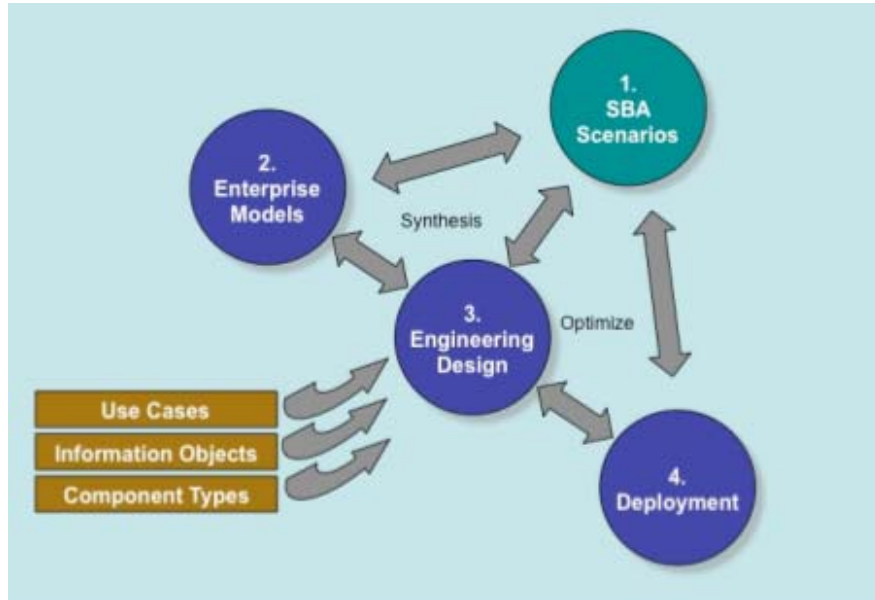 1.
SBA
Scenarios
2.
Enterprise
Models
Synthesis
3.
Engineering
Design
Optimize
Use Cases
Information Objects
Component Types
4.
Deployment